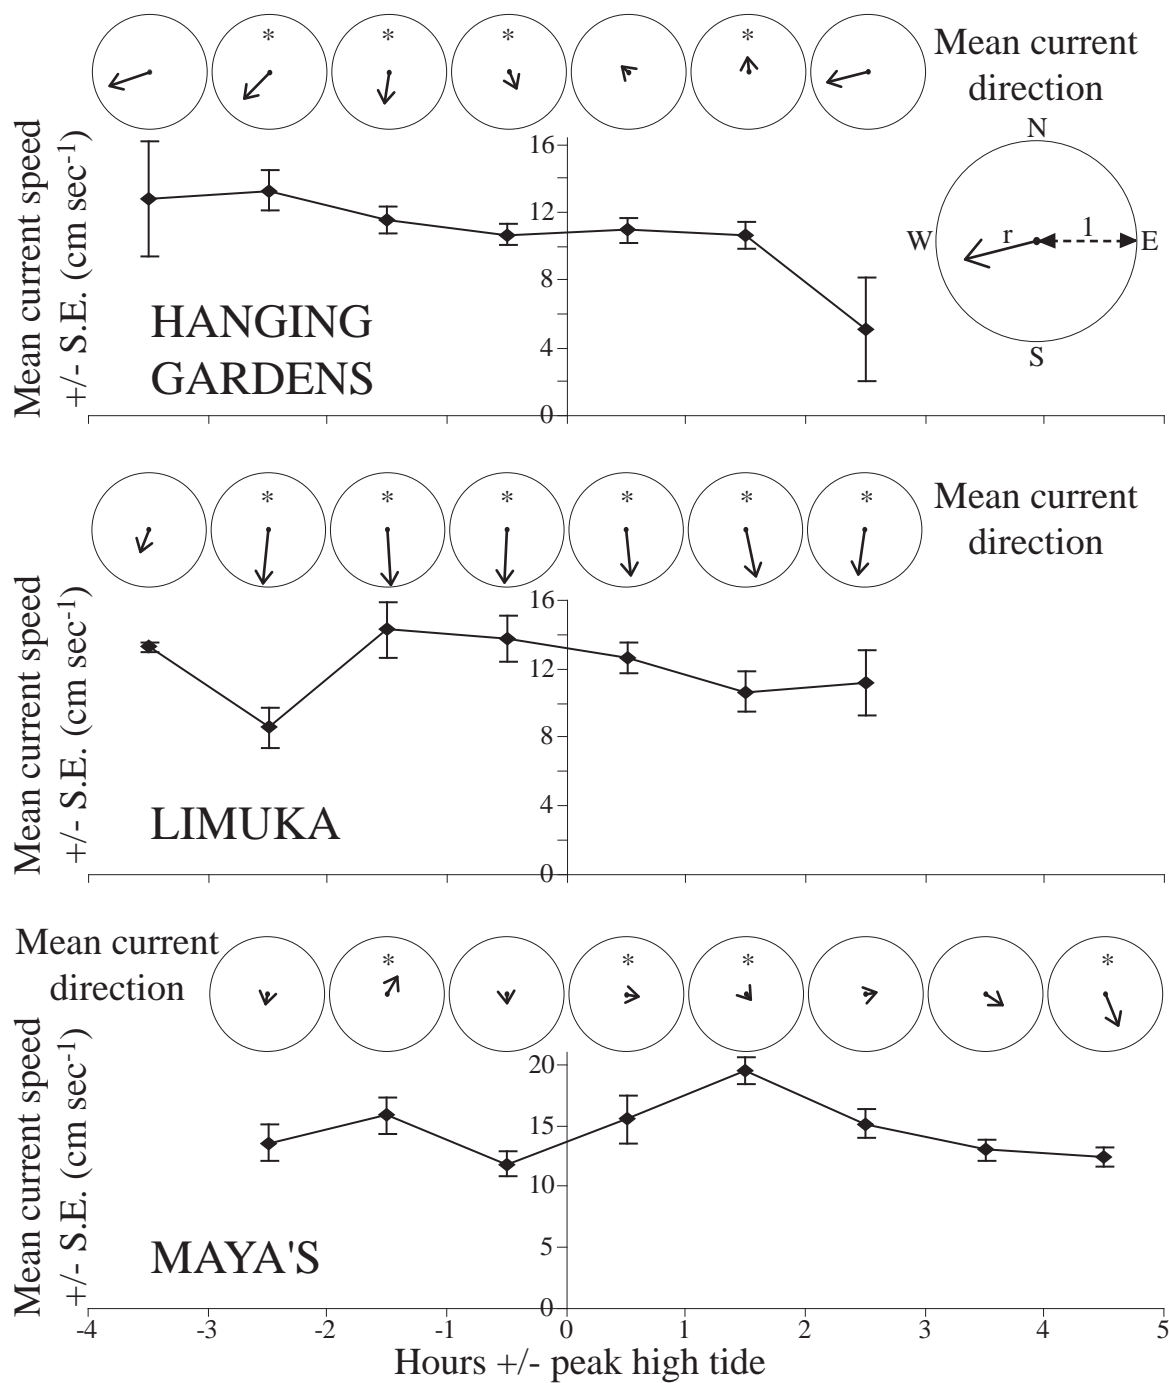 * * * *
Mean current
direction
N
W r 1 E
S
Mean current speed
+/- S.E. (cm sec-1)
16
12
8
4
0
HANGING
GARDENS
* * * * * *
Mean current
direction
Mean current speed
+/- S.E. (cm sec-1)
16
12
8
4
0
LIMUKA
Mean current
direction
* * * *
Mean current speed
+/- S.E. (cm sec-1)
20
15
10
5
0
MAYA'S
-4 -3 -2 -1 0 1 2 3 4 5
Hours +/- peak high tide